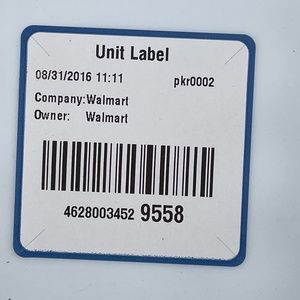 Unit Label
08/31/2016 11:11 pkr0002
Company: Walmart
Owner: Walmart
4628003452 9558